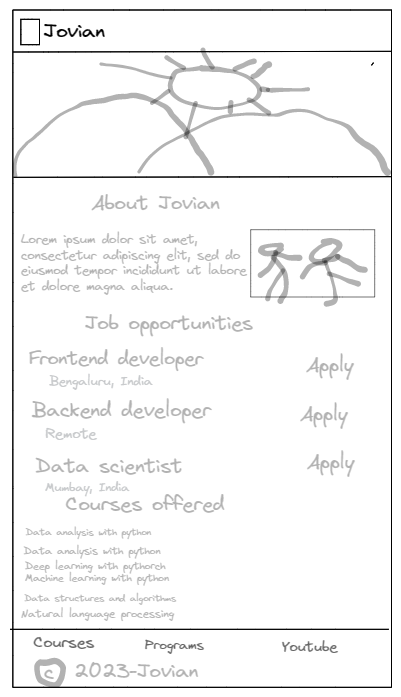 Jovian
About Jovian
Lorem ipsum dolor sit amet,
consectetur adipiscing elit, sed do
eiusmod tempor incididunt ut labore
et dolore magna aliqua.
Job opportunities
Frontend developer
Apply
Bengaluru, India
Backend developer
Apply
Remote
Data scientist
Apply
Mumbay, India
Courses offered
Data analysis with python
Data analysis with python
Deep learning with pythorch
Machine learning with python
Data structures and algorithms
Natural language processing
Courses
Programs
Youtube
C 2023-Jovian